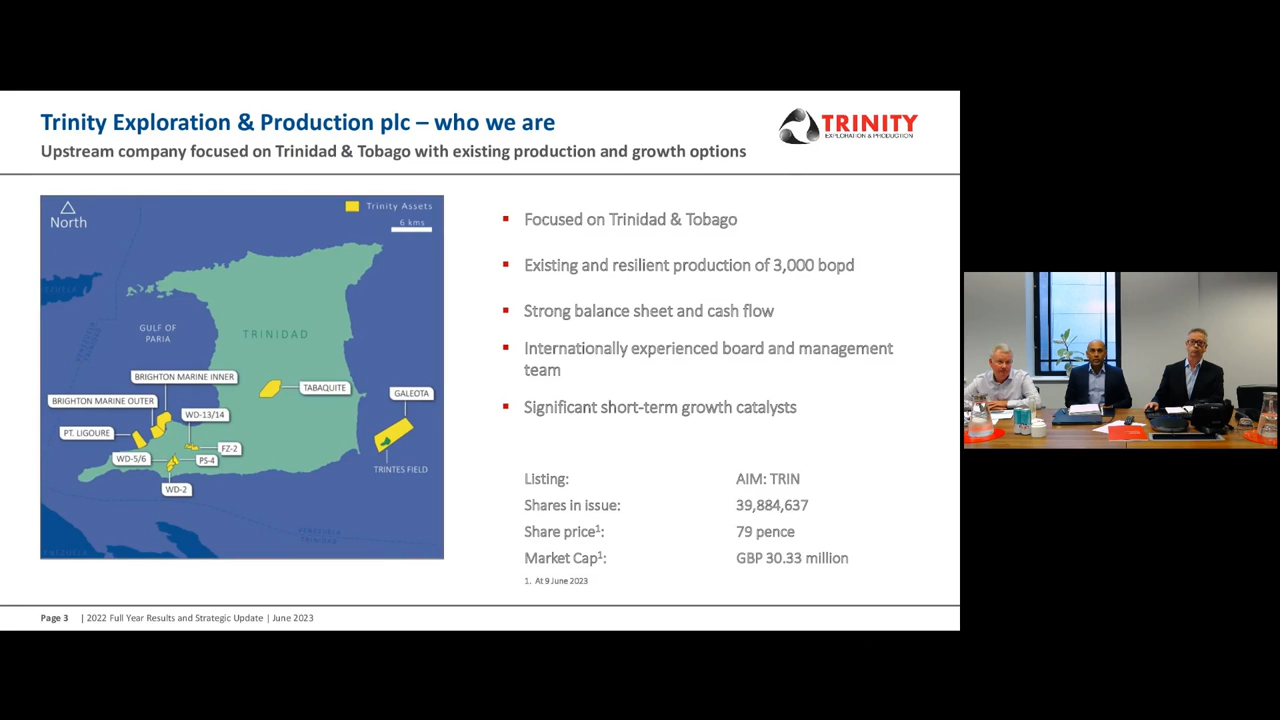 Trinity Exploration & Production plc – who we are
Upstream company focused on Trinidad & Tobago with existing production and growth options
TRINITY
EXPLORATION & PRODUCTION
North
Trinity Assets
6 kms
GULF OF
PARIA
TRINIDAD
BRIGHTON MARINE INNER
BRIGHTON MARINE OUTER
TABAQUITE
GALEOTA
WD-13/14
PT. LIGOURE
FZ-2
WD-5/6
PS-4
TRINTES FIELD
WD-2
VENEZUELA
TRINIDAD
▪ Focused on Trinidad & Tobago
▪ Existing and resilient production of 3,000 bopd
▪ Strong balance sheet and cash flow
▪ Internationally experienced board and management
team
▪ Significant short-term growth catalysts
Listing: AIM: TRIN
Shares in issue: 39,884,637
Share price1: 79 pence
Market Cap1: GBP 30.33 million
1. At 9 June 2023
Page 3 | 2022 Full Year Results and Strategic Update | June 2023